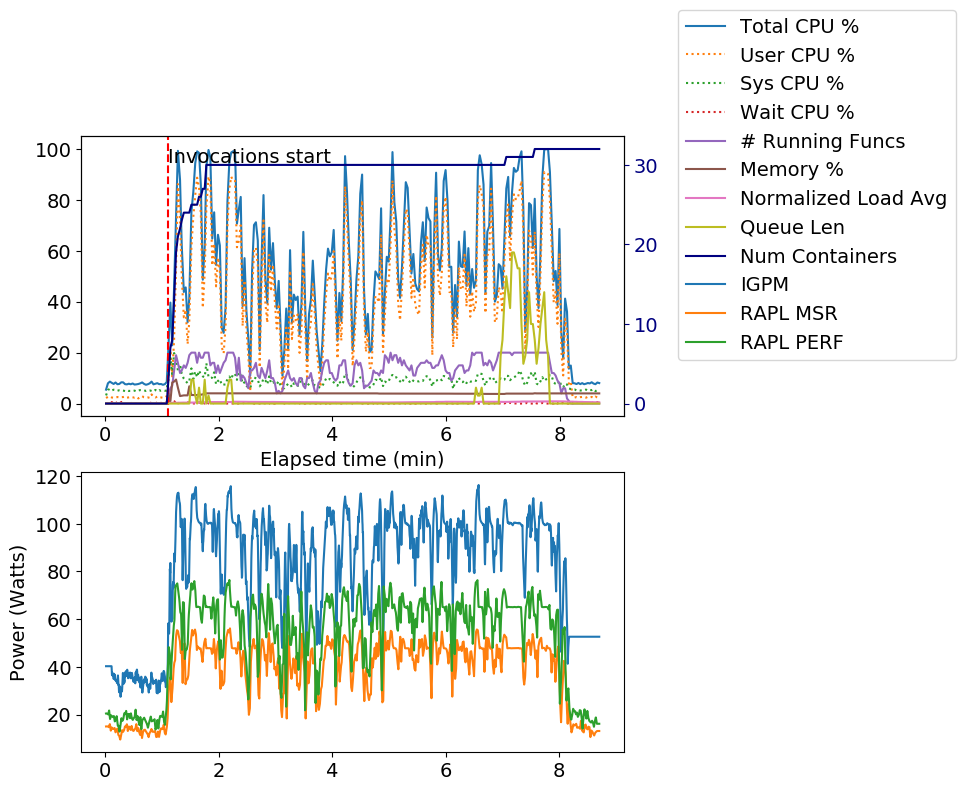 Total CPU %
User CPU %
Sys CPU %
Wait CPU %
# Running Funcs
Memory %
Normalized Load Avg
Queue Len
Num Containers
IGPM
RAPL MSR
RAPL PERF
Invocations start
100
80
60
40
20
0
30
20
10
0
0 2 4 6 8
Elapsed time (min)
Power (Watts)
120
100
80
60
40
20
0 2 4 6 8